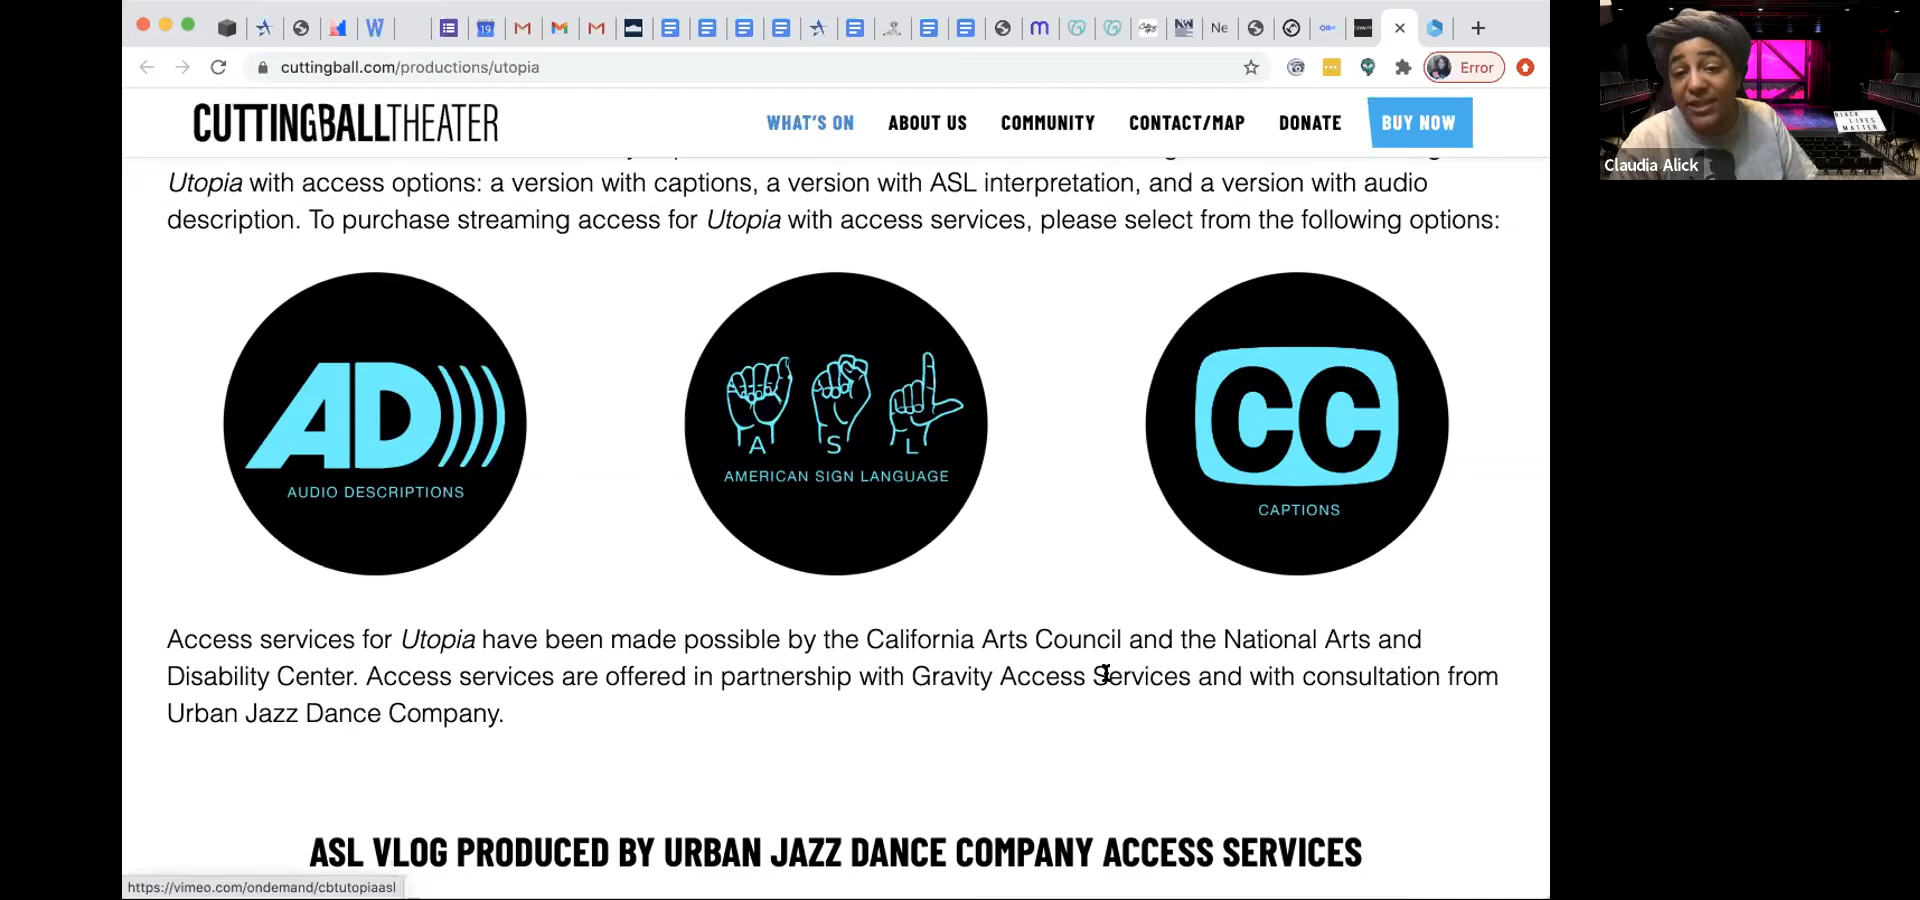 19
W
Ne
cuttingball.com/productions/utopia
Error
CUTTINGBALLTHEATER
WHAT'S ON
ABOUT US
COMMUNITY
CONTACT/MAP
DONATE
BUY NOW
Utopia with access options: a version with captions, a version with ASL interpretation, and a version with audio
description. To purchase streaming access for Utopia with access services, please select from the following options:
AD
AUDIO DESCRIPTIONS
A S L
AMERICAN SIGN LANGUAGE
CC
CAPTIONS
Access services for Utopia have been made possible by the California Arts Council and the National Arts and
Disability Center. Access services are offered in partnership with Gravity Access Services and with consultation from
Urban Jazz Dance Company.
ASL VLOG PRODUCED BY URBAN JAZZ DANCE COMPANY ACCESS SERVICES
https://vimeo.com/ondemand/cbtutopiaasl
BLACK
LIVES
MATTER
Claudia Alick